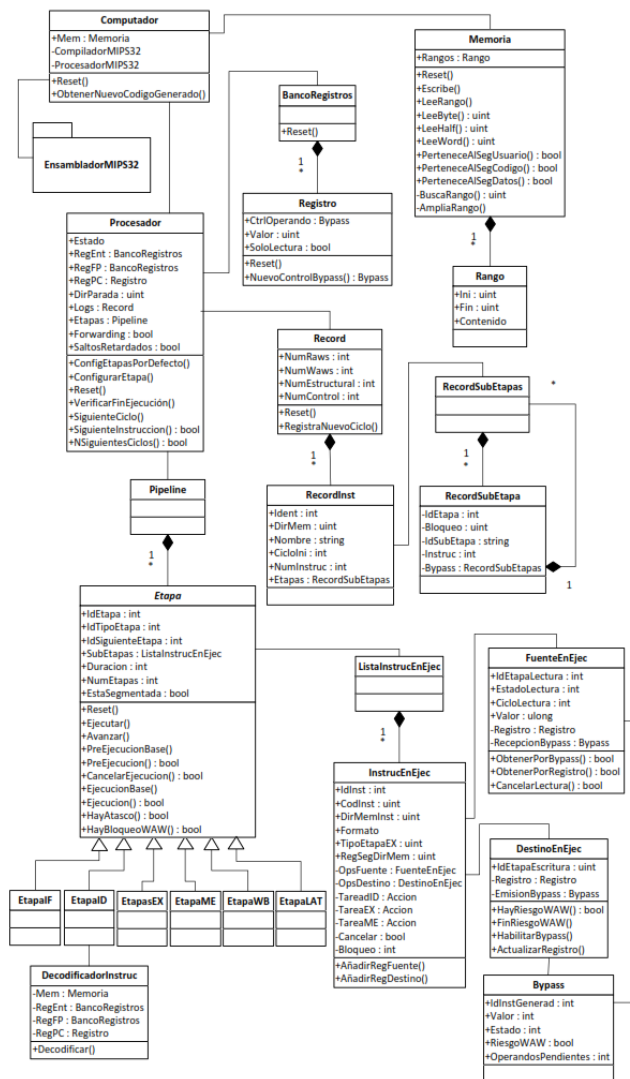 Computador
+Mem : Memoria
-CompiladorMIPS32
-ProcesadorMIPS32
+Reset()
+ObtenerNuevoCodigoGenerado()
EnsambladorMIPS32
Memoria
+Rangos : Rango
+Reset()
+Escribe()
+LeeRango()
+LeeByte() : uint
+LeeHalf() : uint
+LeeWord() : uint
+PerteneceAlSegUsuario() : bool
+PerteneceAlSegCodigo() : bool
+PerteneceAlSegDatos() : bool
-BuscaRango() : uint
-AmpliaRango()
1
*
Rango
+Ini : uint
+Fin : uint
+Contenido
BancoRegistros
+Reset()
1
*
Registro
+CtrlOperando : Bypass
+Valor : uint
+SoloLectura : bool
+Reset()
+NuevoControlBypass() : Bypass
Procesador
+Estado
+RegEnt : BancoRegistros
+RegFP : BancoRegistros
+RegPC : Registro
+DirParada : uint
+Logs : Record
+Etapas : Pipeline
+Forwarding : bool
+SaltosRetardados : bool
+ConfigEtapasPorDefecto()
+ConfigurarEtapa()
+Reset()
+VerificarFinEjecución()
+SiguienteCiclo()
+SiguienteInstruccion() : bool
+NSiguientesCiclos() : bool
Record
+NumRaws : int
+NumWaws : int
+NumEstructural : int
+NumControl : int
+Reset()
+RegistraNuevoCiclo()
1
*
RecordInst
+Ident : int
+DirMem : uint
+Nombre : string
+CicloIni : int
+NumInstruc : int
+Etapas : RecordSubEtapas
RecordSubEtapas
*
1
*
RecordSubEtapa
-IdEtapa : int
-Bloqueo : uint
-IdSubEtapa : string
-Instruc : int
-Bypass : RecordSubEtapas
1
Pipeline
1
*
Etapa
+IdEtapa : int
+IdTipoEtapa : int
+IdSiguienteEtapa : int
+SubEtapas : ListaInstrucEnEjec
+Duracion : int
+NumEtapas : int
+EstaSegmentada : bool
+Reset()
+Ejecutar()
+Avanzar()
+PreEjecucionBase()
+PreEjecucion() : bool
+CancelarEjecucion() : bool
+EjecucionBase()
+Ejecucion() : bool
+HayAtasco() : bool
+HayBloqueoWAW() : bool
EtapaIF
EtapaID
EtapasEX
EtapaME
EtapaWB
EtapaLAT
DecodificadorInstruc
-Mem : Memoria
-RegEnt : BancoRegistros
-RegFP : BancoRegistros
-RegPC : Registro
+Decodificar()
ListaInstrucEnEjec
1
*
InstrucEnEjec
+IdInst : int
+CodInst : uint
+DirMemInst : uint
+Formato
+TipoEtapaEX : uint
+RegSegDirMem : uint
-OpsFuente : FuenteEnEjec
-OpsDestino : DestinoEnEjec
-TareadID : Accion
-TareaEX : Accion
-TareaME : Accion
-Cancelar : bool
-Bloqueo : int
+AñadirRegFuente()
+AñadirRegDestino()
FuenteEnEjec
+IdEtapaLectura : int
+EstadoLectura : int
+CicloLectura : int
+Valor : ulong
-Registro : Registro
-RecepcionBypass : Bypass
+ObtenerPorBypass() : bool
+ObtenerPorRegistro() : bool
+CancelarLectura() : bool
DestinoEnEjec
+IdEtapaEscritura : uint
-Registro : Registro
-EmisionBypass : Bypass
+HayRiesgoWAW() : bool
+FinRiesgoWAW()
+HabilitarBypass()
+ActualizarRegistro()
Bypass
+IdInstGenerad : int
+Valor : int
+Estado : int
+RiesgoWAW : bool
+OperandosPendientes : int